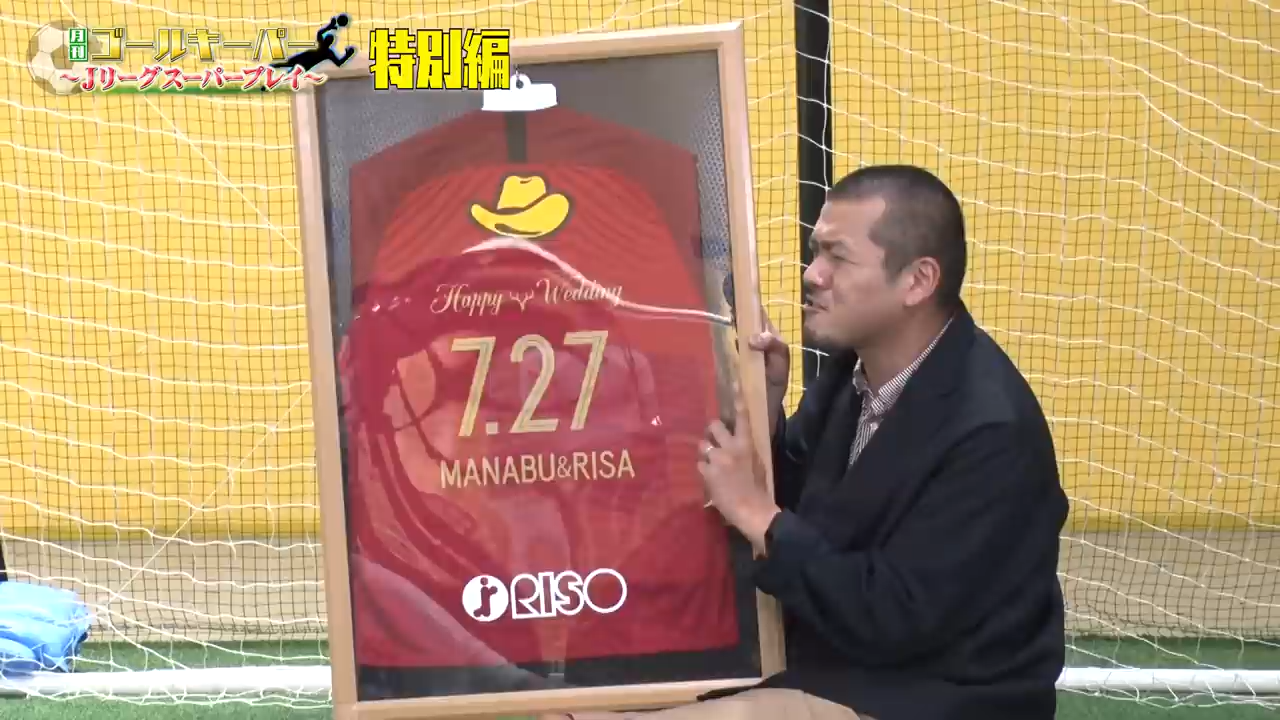 月刊 ゴールキーパー
〜Jリーグスーパープレイ〜
特別編
Happy Wedding
7.27
MANABU&RISA
RISO